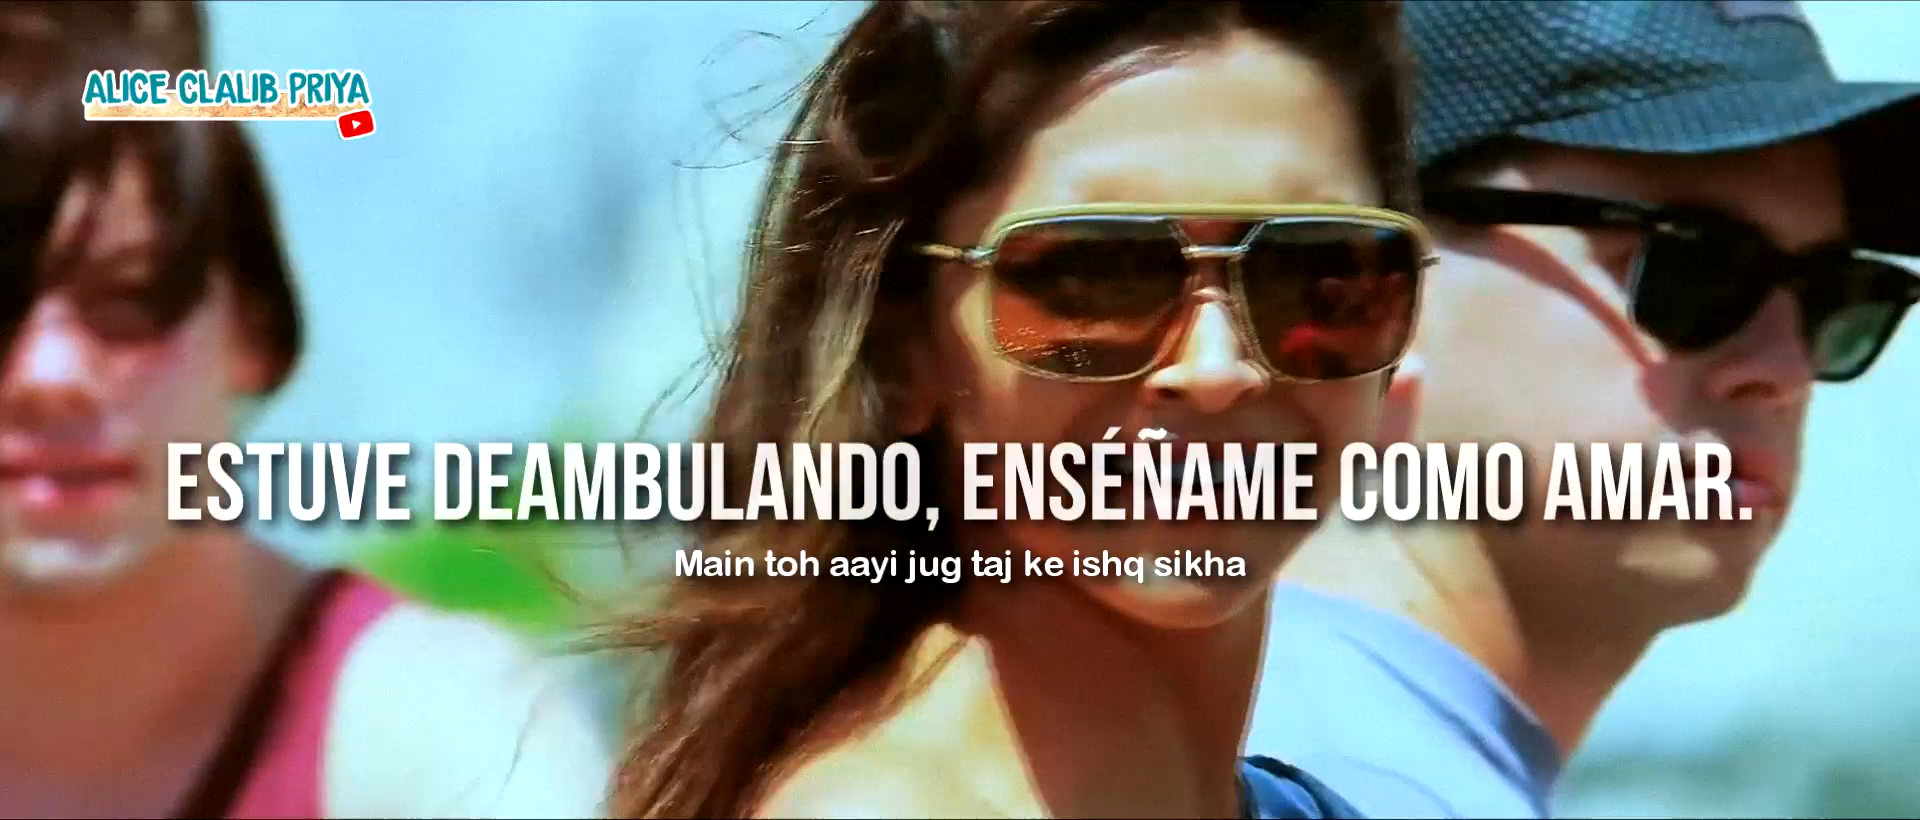 ALICE CLALIB PRIYA
ESTUVE DEAMBULANDO, ENSÉÑAME COMO AMAR.
Main toh aayi jug taj ke ishq sikha